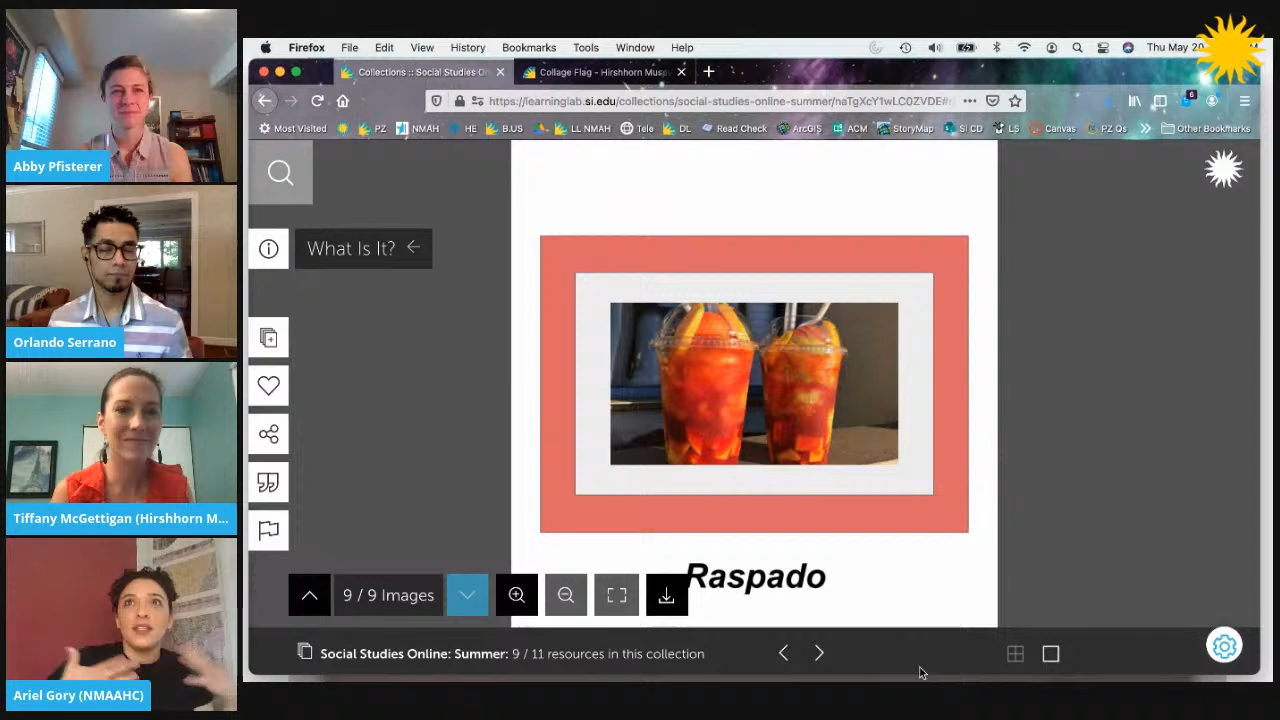 Abby Pfisterer
Orlando Serrano
Tiffany McGettigan (Hirshhorn M...
Ariel Gory (NMAAHC)
Firefox File Edit View History Bookmarks Tools Window Help
Thu May 20
Collections :: Social Studies On
Collage Flag – Hirshhorn Mus
https://learninglab.si.edu/collections/social-studies-online-summer/naTgXcY1wLC0ZVDE#r
6
Most Visited PZ NMAH HE B.US LL NMAH Tele DL Read Check ArcGIS ACM StoryMap SI CD LS Canvas PZ Qs Other Bookmarks
What Is It?
Raspado
9 / 9 Images
Social Studies Online: Summer: 9 / 11 resources in this collection